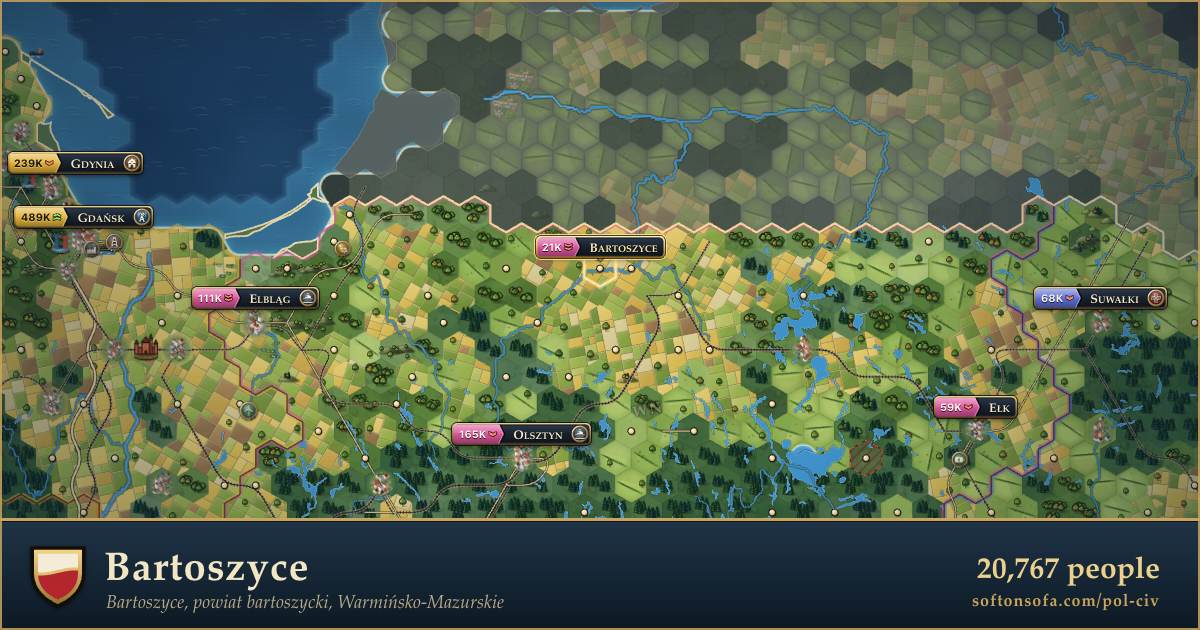 239K GDYNIA
489K GDAŃSK
21K BARTOSZYCE
111K ELBLĄG
68K SUWAŁKI
59K EŁK
165K OLSZTYN
Bartoszyce
20,767 people
Bartoszyce, powiat bartoszycki, Warmińsko-Mazurskie
softonsofa.com/pol-civ